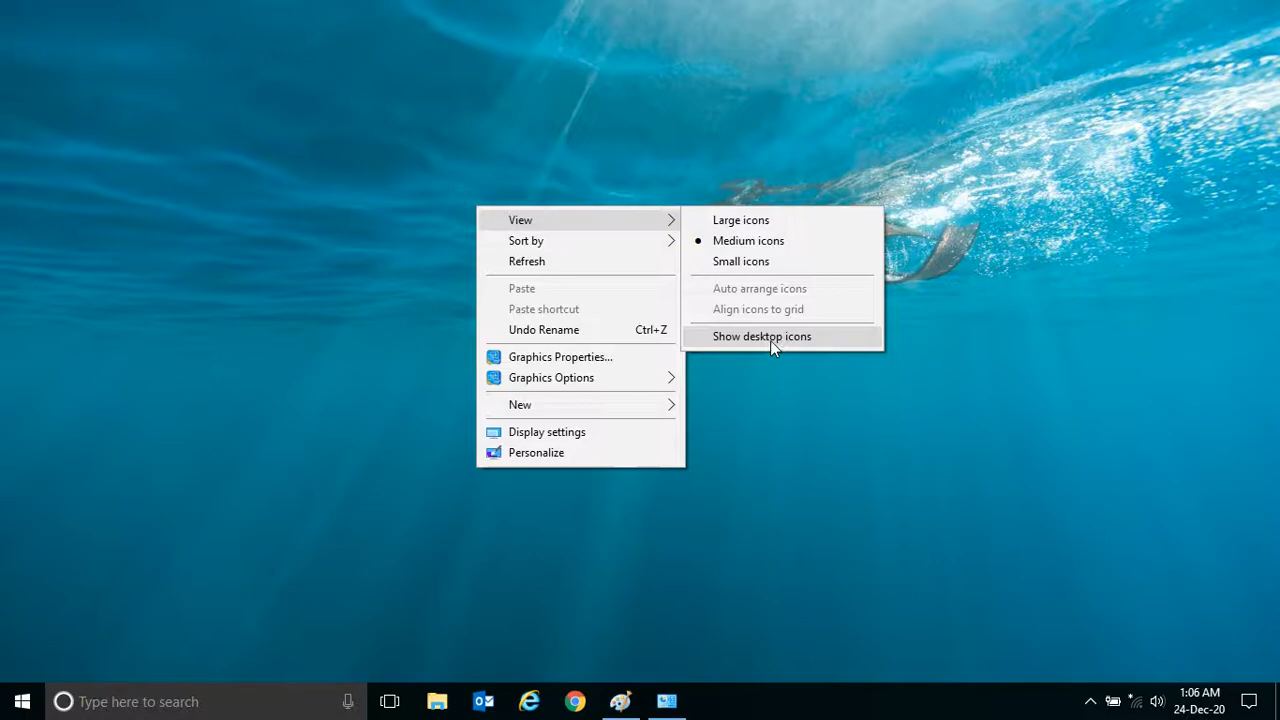 View
Sort by
Refresh
Paste
Paste shortcut
Undo Rename Ctrl+Z
Graphics Properties...
Graphics Options
New
Display settings
Personalize
Large icons
Medium icons
Small icons
Auto arrange icons
Align icons to grid
Show desktop icons
Type here to search
1:06 AM
24-Dec-20